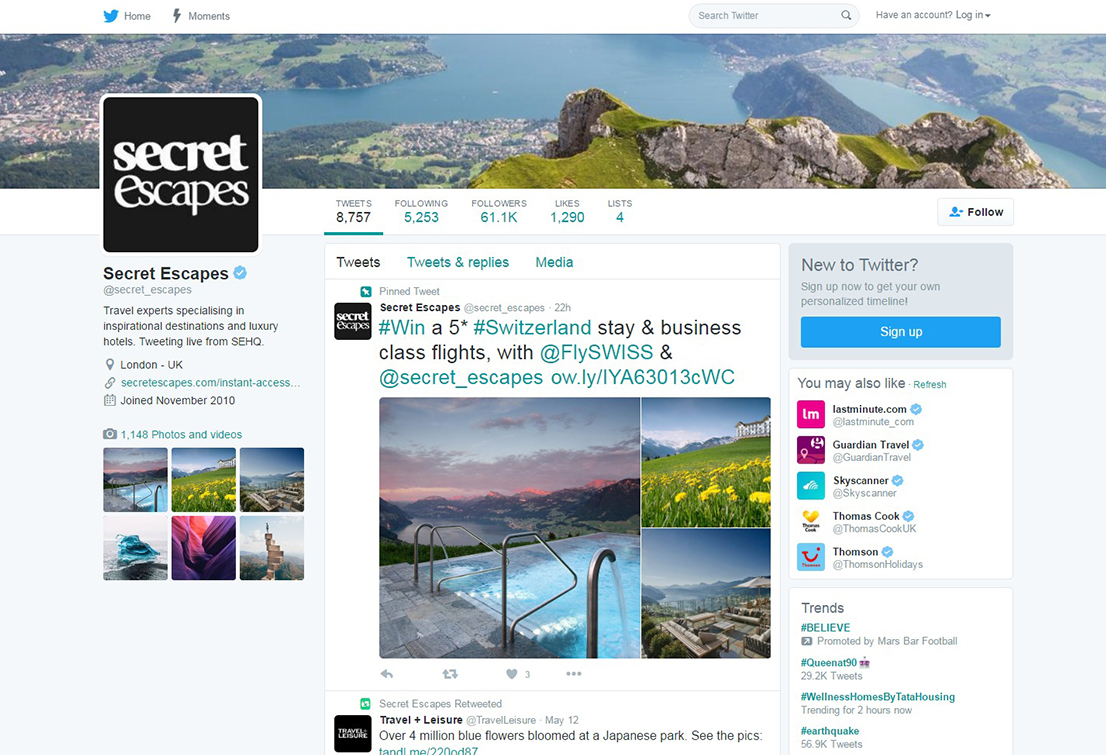 Home
Moments
Search Twitter
Have an account? Log in
secret
escapes
TWEETS
8,757
FOLLOWING
5,253
FOLLOWERS
61.1K
LIKES
1,290
LISTS
4
Follow
Secret Escapes
@secret_escapes
Travel experts specialising in
inspirational destinations and luxury
hotels. Tweeting live from SEHQ.
London - UK
secretescapes.com/instant-access...
Joined November 2010
1,148 Photos and videos
Tweets
Tweets & replies
Media
Pinned Tweet
secret
escapes
Secret Escapes @secret_escapes · 22h
#Win a 5* #Switzerland stay & business
class flights, with @FlySWISS &
@secret_escapes ow.ly/IYA63013cWC
3
Secret Escapes Retweeted
TRAVEL+
LEISURE
Travel + Leisure @TravelLeisure · May 12
Over 4 million blue flowers bloomed at a Japanese park. See the pics:
tandl.me/220od87
New to Twitter?
Sign up now to get your own
personalized timeline!
Sign up
You may also like · Refresh
lm
lastminute.com
@lastminute_com
Guardian Travel
@GuardianTravel
Skyscanner
@Skyscanner
Thomas
Cook
Thomas Cook
@ThomasCookUK
Thomson
Thomson
@ThomsonHolidays
Trends
#BELIEVE
Promoted by Mars Bar Football
#Queenat90
29.2K Tweets
#WellnessHomesByTataHousing
Trending for 2 hours now
#earthquake
56.9K Tweets